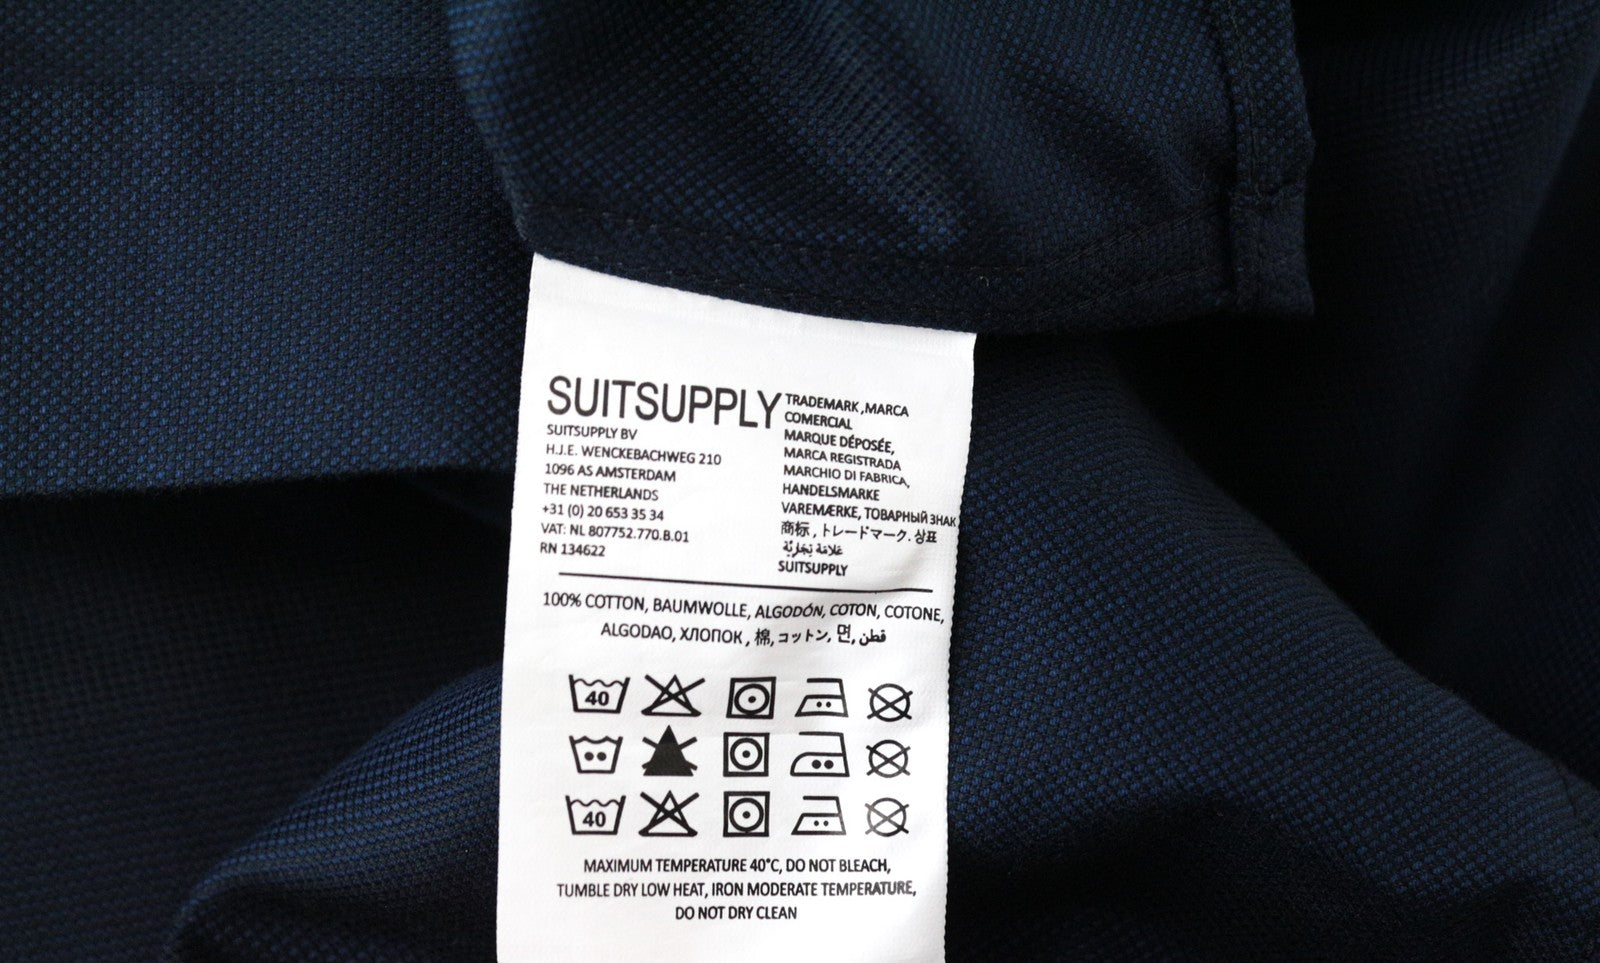 SUITSUPPLY
SUITSUPPLY BV
H.J.E. WENCKEBACHWEG 210
1096 AS AMSTERDAM
THE NETHERLANDS
+31 (0) 20 653 35 34
VAT: NL 807752.770.B.01
RN 134622
TRADEMARK ,MARCA
COMERCIAL
MARQUE DÉPOSÉE,
MARCA REGISTRADA
MARCHIO DI FABRICA,
HANDELSMARKE
VAREMÆRKE, ТОВАРНЫЙ ЗНАК
商标 , トレードマーク. 상표
عَلامَة تِجَارِيَّة
SUITSUPPLY
100% COTTON, BAUMWOLLE, ALGODÓN, COTON, COTONE,
ALGODAO, ХЛОПОК , 棉, コットン, 면, قطن
40
40
MAXIMUM TEMPERATURE 40°C, DO NOT BLEACH,
TUMBLE DRY LOW HEAT, IRON MODERATE TEMPERATURE,
DO NOT DRY CLEAN